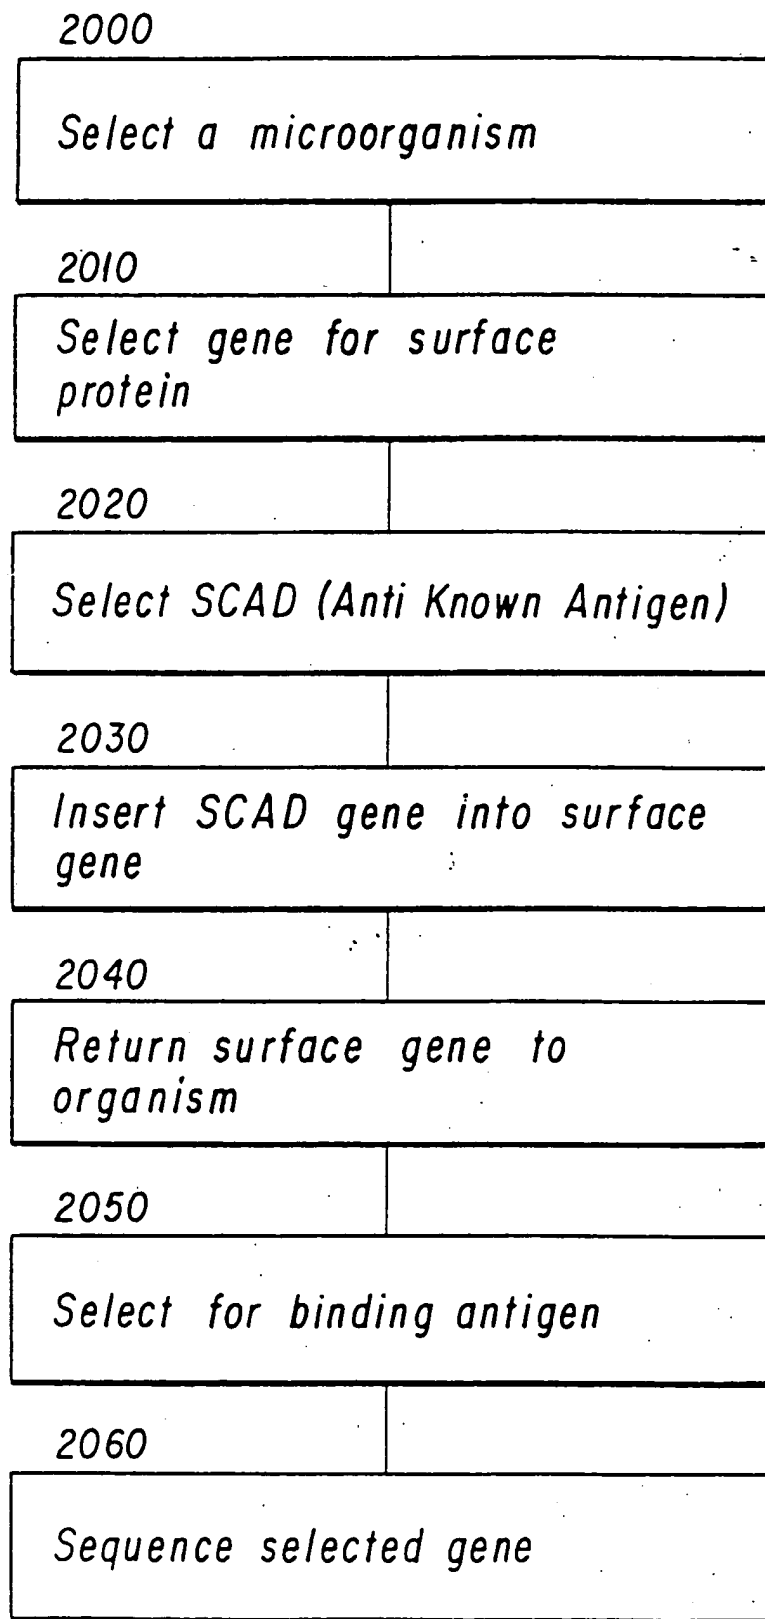 2000
Select a microorganism
2010
Select gene for surface
protein
2020
Select SCAD (Anti Known Antigen)
2030
Insert SCAD gene into surface
gene
2040
Return surface gene to
organism
2050
Select for binding antigen
2060
Sequence selected gene